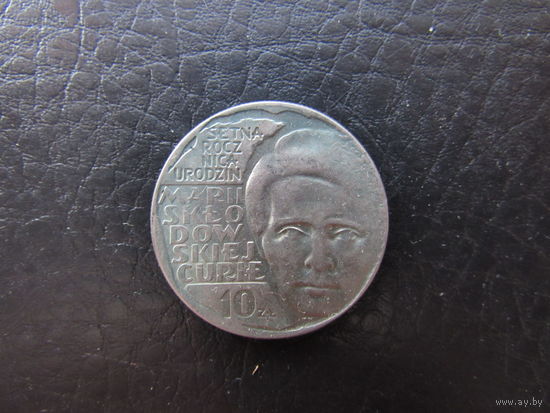 SETNA
ROCZ
NICA
URODZIN
MARII
SKŁO
DOW
SKIEJ
CURIE
10 ZŁ
www.ay.by